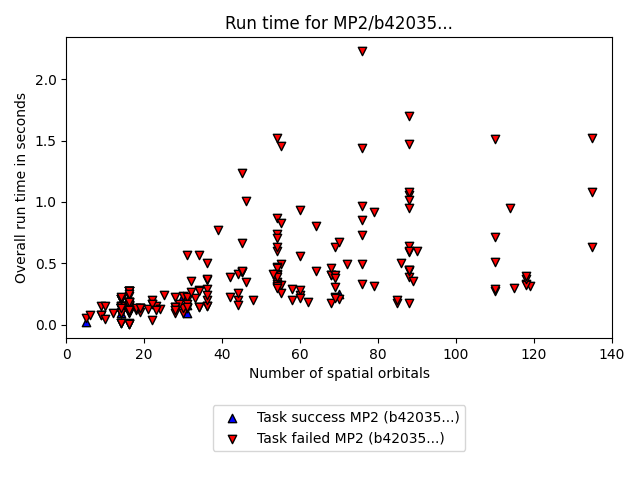 Run time for MP2/b42035...
Overall run time in seconds
2.0
1.5
1.0
0.5
0.0
0 20 40 60 80 100 120 140
Number of spatial orbitals
Task success MP2 (b42035...)
Task failed MP2 (b42035...)